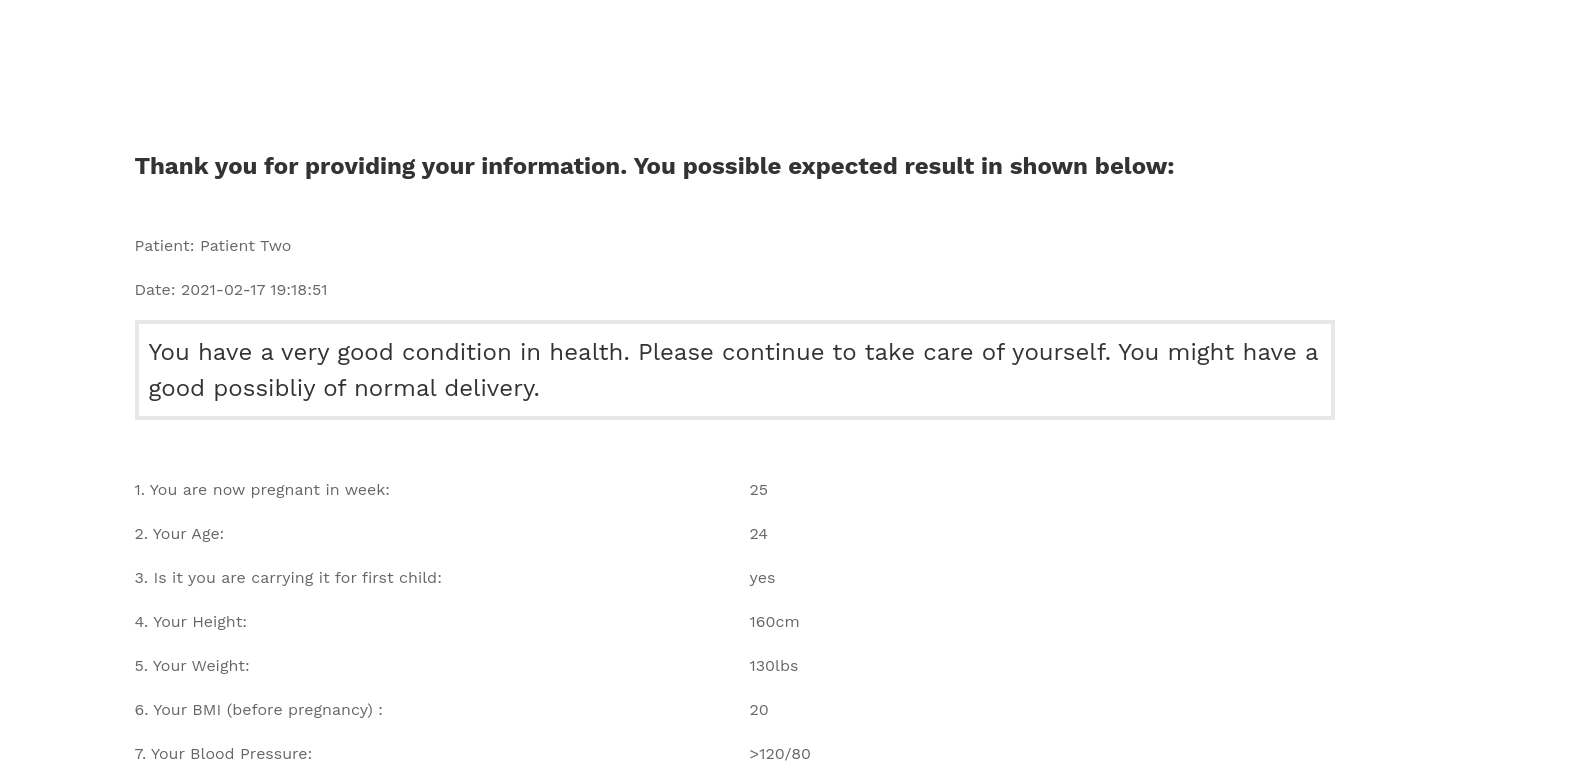 Thank you for providing your information. You possible expected result in shown below:
Patient: Patient Two
Date: 2021-02-17 19:18:51
You have a very good condition in health. Please continue to take care of yourself. You might have a
good possibliy of normal delivery.
1. You are now pregnant in week: 25
2. Your Age: 24
3. Is it you are carrying it for first child: yes
4. Your Height: 160cm
5. Your Weight: 130lbs
6. Your BMI (before pregnancy) : 20
7. Your Blood Pressure: >120/80